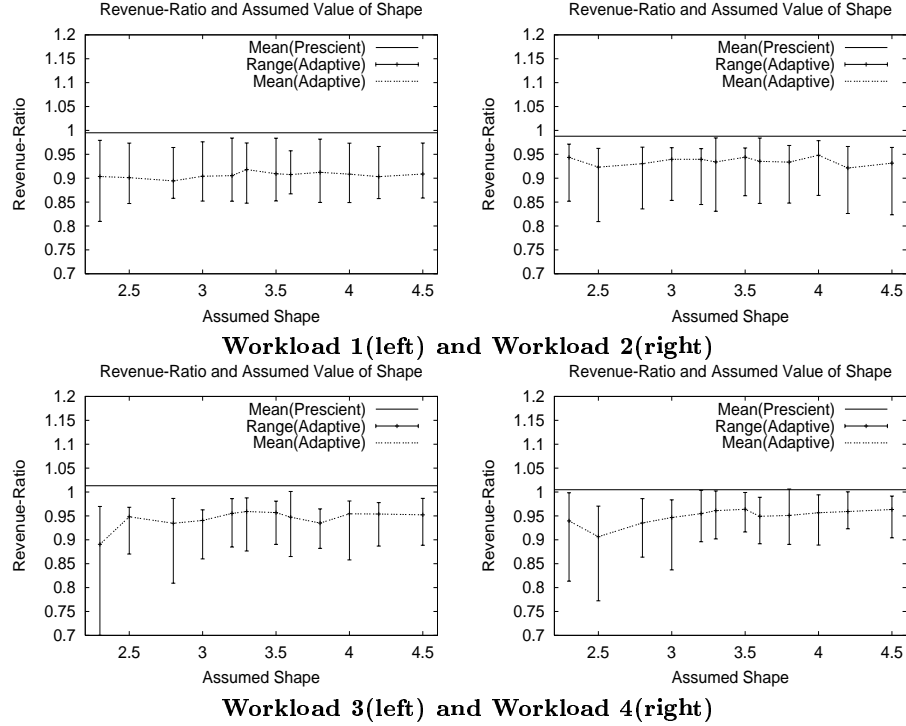 Revenue-Ratio and Assumed Value of Shape
1.2
1.15
1.1
1.05
1
0.95
0.9
0.85
0.8
0.75
0.7
Revenue-Ratio
Mean(Prescient)
Range(Adaptive)
Mean(Adaptive)
2.5 3 3.5 4 4.5
Assumed Shape
Revenue-Ratio and Assumed Value of Shape
1.2
1.15
1.1
1.05
1
0.95
0.9
0.85
0.8
0.75
0.7
Revenue-Ratio
Mean(Prescient)
Range(Adaptive)
Mean(Adaptive)
2.5 3 3.5 4 4.5
Assumed Shape
Workload 1(left) and Workload 2(right)
Revenue-Ratio and Assumed Value of Shape
1.2
1.15
1.1
1.05
1
0.95
0.9
0.85
0.8
0.75
0.7
Revenue-Ratio
Mean(Prescient)
Range(Adaptive)
Mean(Adaptive)
2.5 3 3.5 4 4.5
Assumed Shape
Revenue-Ratio and Assumed Value of Shape
1.2
1.15
1.1
1.05
1
0.95
0.9
0.85
0.8
0.75
0.7
Revenue-Ratio
Mean(Prescient)
Range(Adaptive)
Mean(Adaptive)
2.5 3 3.5 4 4.5
Assumed Shape
Workload 3(left) and Workload 4(right)